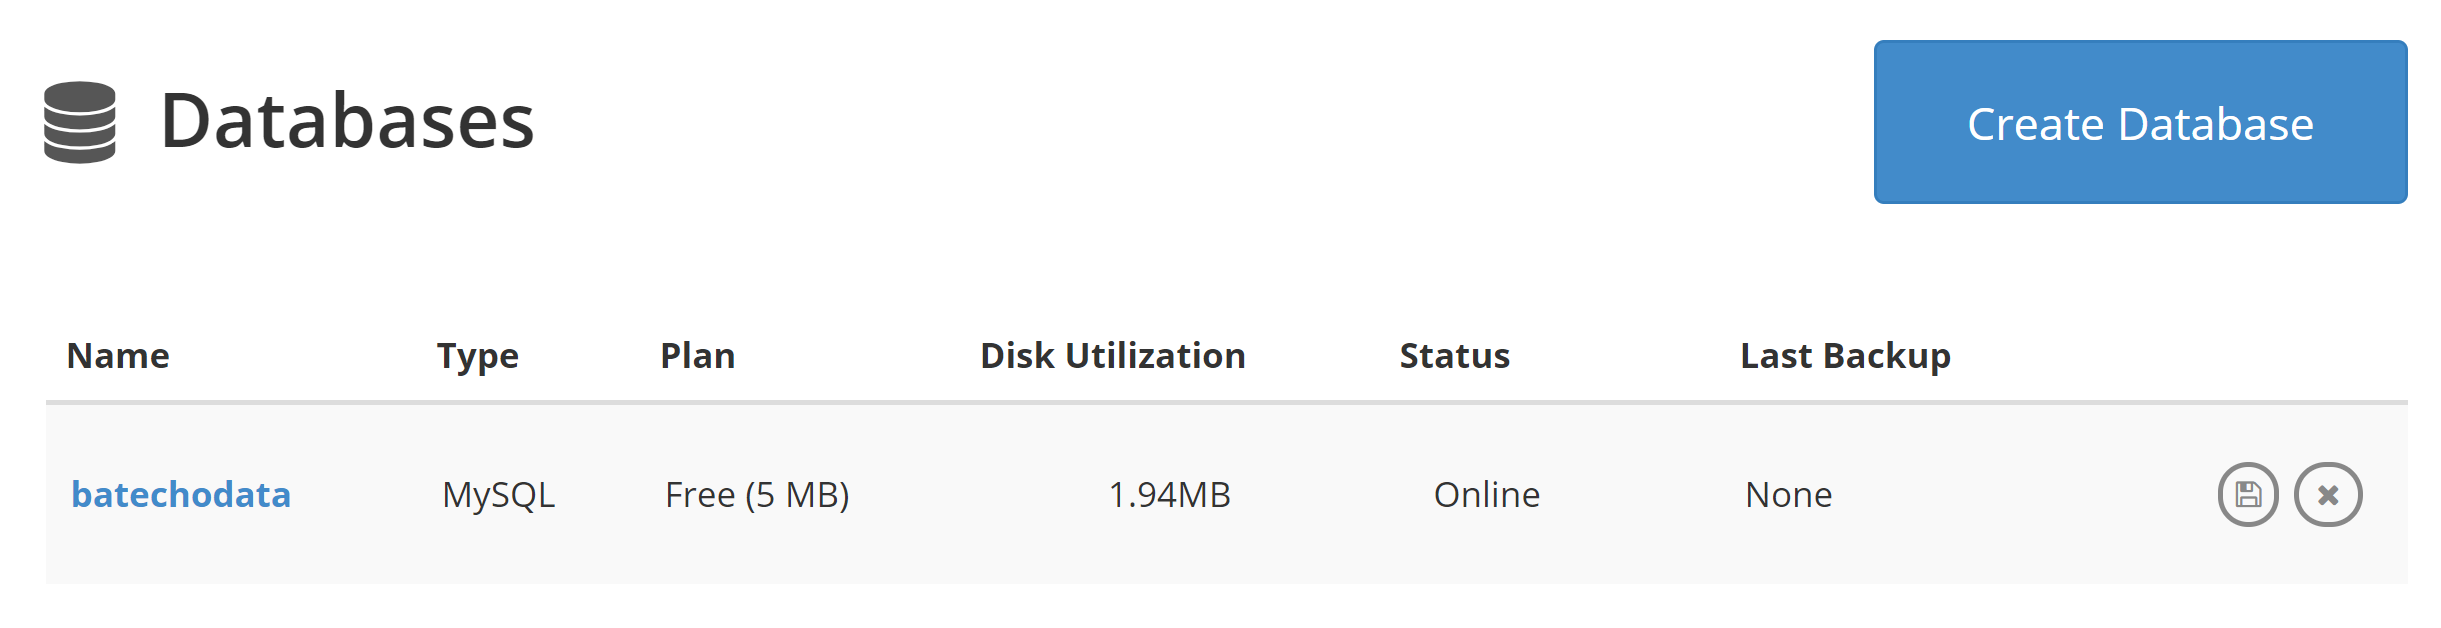 Databases
Create Database
Name Type Plan Disk Utilization Status Last Backup
batechodata MySQL Free (5 MB) 1.94MB Online None